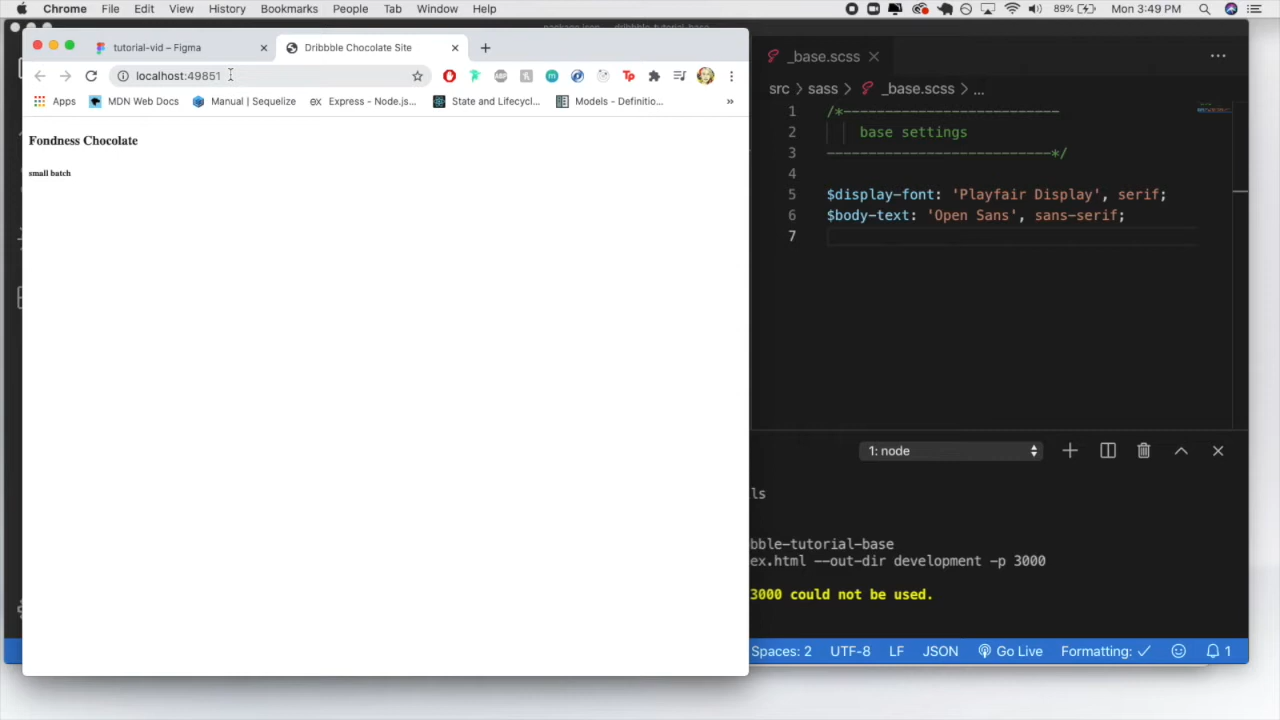 Chrome File Edit View History Bookmarks People Tab Window Help 89% Mon 3:49 PM
tutorial-vid – Figma
Dribbble Chocolate Site
localhost:49851
Apps MDN Web Docs Manual | Sequelize Express - Node.js... State and Lifecycl... Models - Definitio... »
Fondness Chocolate
small batch
_base.scss
src > sass > _base.scss > ...
1 /*--------------------------
2 base settings
3 ---------------------------*/
4
5 $display-font: 'Playfair Display', serif;
6 $body-text: 'Open Sans', sans-serif;
7
1: node
ls
bble-tutorial-base
ex.html --out-dir development -p 3000
3000 could not be used.
Spaces: 2 UTF-8 LF JSON Go Live Formatting: ✓ 1